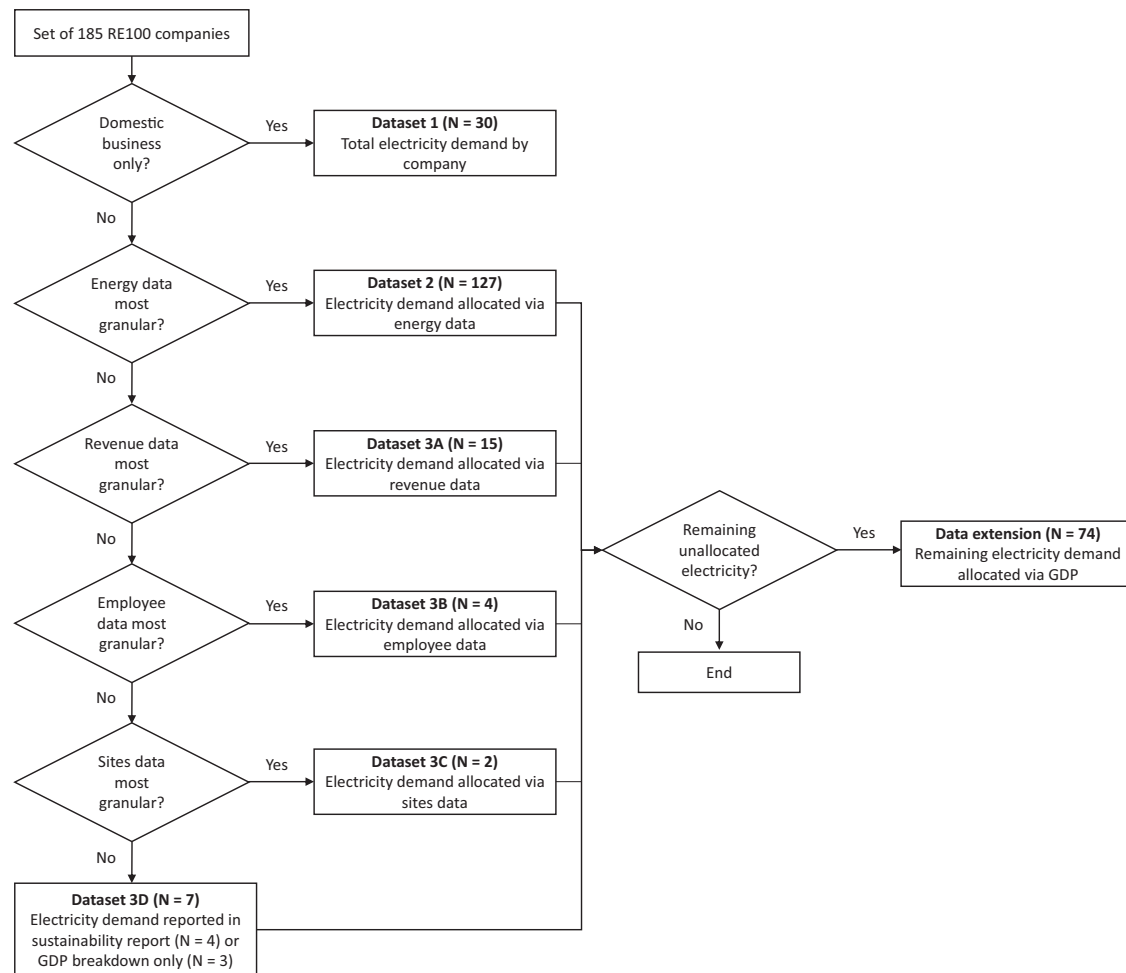 Set of 185 RE100 companies
Domestic
business
only?
Yes
Dataset 1 (N = 30)
Total electricity demand by
company
No
Energy data
most
granular?
Yes
Dataset 2 (N = 127)
Electricity demand allocated via
energy data
No
Revenue data
most
granular?
Yes
Dataset 3A (N = 15)
Electricity demand allocated via
revenue data
No
Employee
data most
granular?
Yes
Dataset 3B (N = 4)
Electricity demand allocated via
employee data
No
Sites data
most
granular?
Yes
Dataset 3C (N = 2)
Electricity demand allocated via
sites data
No
Dataset 3D (N = 7)
Electricity demand reported in
sustainability report (N = 4) or
GDP breakdown only (N = 3)
Remaining
unallocated
electricity?
Yes
Data extension (N = 74)
Remaining electricity demand
allocated via GDP
No
End